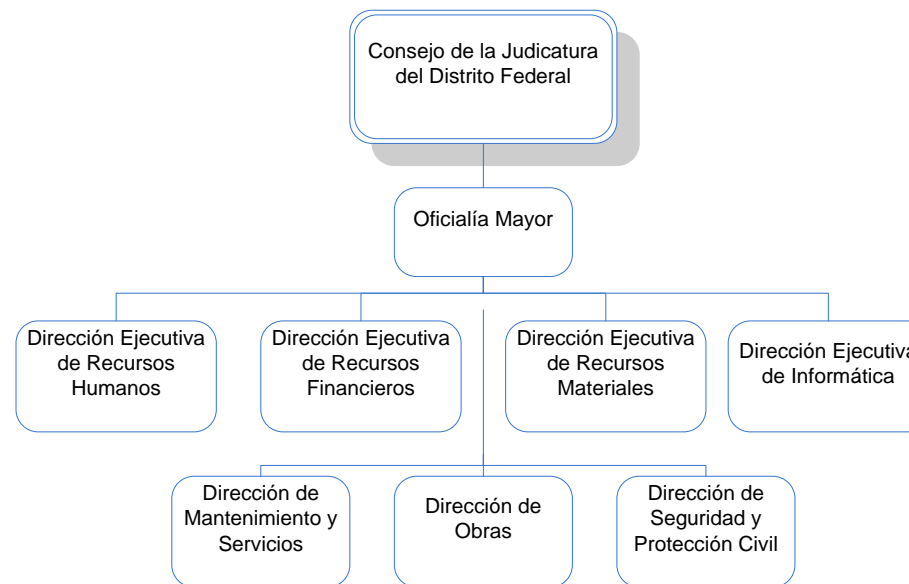 Consejo de la Judicatura
del Distrito Federal
Oficialía Mayor
Dirección Ejecutiva
de Recursos
Humanos
Dirección Ejecutiva
de Recursos
Financieros
Dirección Ejecutiva
de Recursos
Materiales
Dirección Ejecutiva
de Informática
Dirección de
Mantenimiento y
Servicios
Dirección de
Obras
Dirección de
Seguridad y
Protección Civil